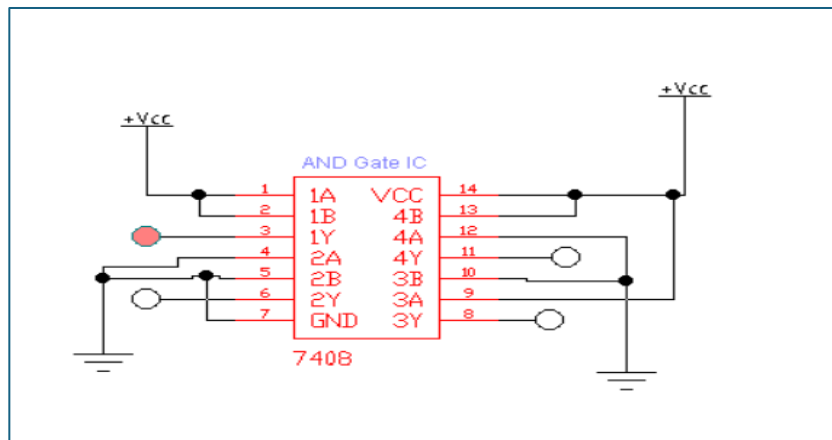 +Vcc
+Vcc
AND Gate IC
1 1A VCC 14
2 1B 4B 13
3 1Y 4A 12
4 2A 4Y 11
5 2B 3B 10
6 2Y 3A 9
7 GND 3Y 8
7408